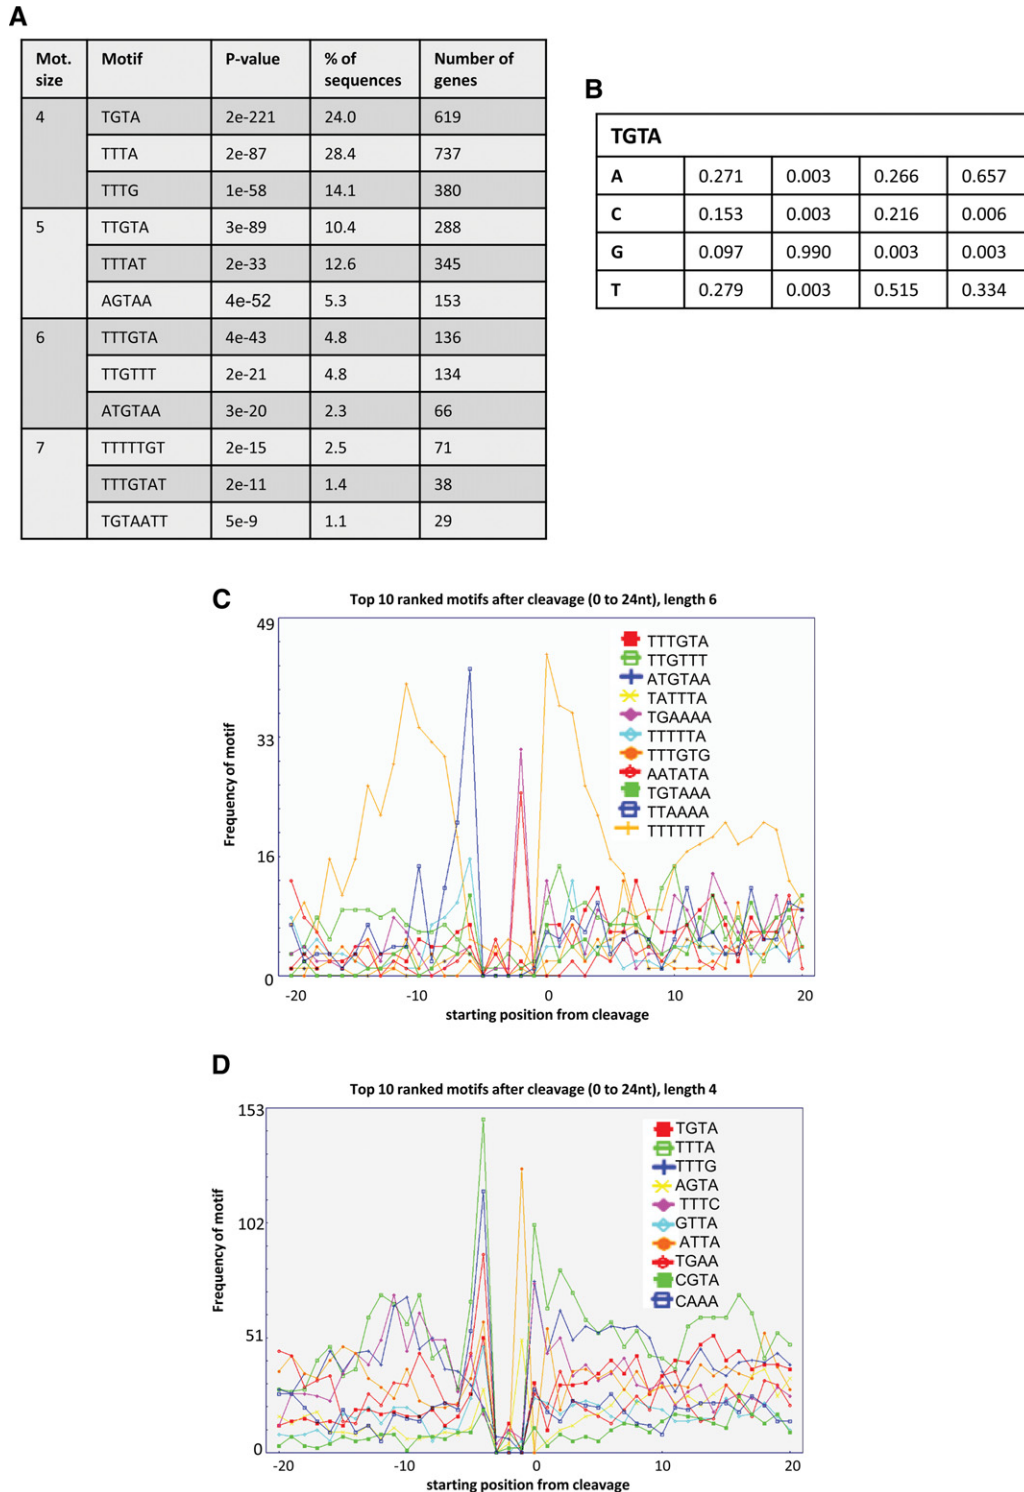 A
Mot. size Motif P-value % of sequences Number of genes
4 TGTA 2e-221 24.0 619
TTTA 2e-87 28.4 737
TTTG 1e-58 14.1 380
5 TTGTA 3e-89 10.4 288
TTTAT 2e-33 12.6 345
AGTAA 4e-52 5.3 153
6 TTTGTA 4e-43 4.8 136
TTGTTT 2e-21 4.8 134
ATGTAA 3e-20 2.3 66
7 TTTTTGT 2e-15 2.5 71
TTTGTAT 2e-11 1.4 38
TGTAATT 5e-9 1.1 29
B
TGTA
A 0.271 0.003 0.266 0.657
C 0.153 0.003 0.216 0.006
G 0.097 0.990 0.003 0.003
T 0.279 0.003 0.515 0.334
C
Top 10 ranked motifs after cleavage (0 to 24nt), length 6
Frequency of motif
49
33
16
0
TTTGTA
TTGTTT
ATGTAA
TATTTA
TGAAAA
TTTTTA
TTTGTG
AATATA
TGTAAA
TTAAAA
TTTTTT
-20 -10 0 10 20
starting position from cleavage
D
Top 10 ranked motifs after cleavage (0 to 24nt), length 4
Frequency of motif
153
102
51
0
TGTA
TTTA
TTTG
AGTA
TTTC
GTTA
ATTA
TGAA
CGTA
CAAA
-20 -10 0 10 20
starting position from cleavage